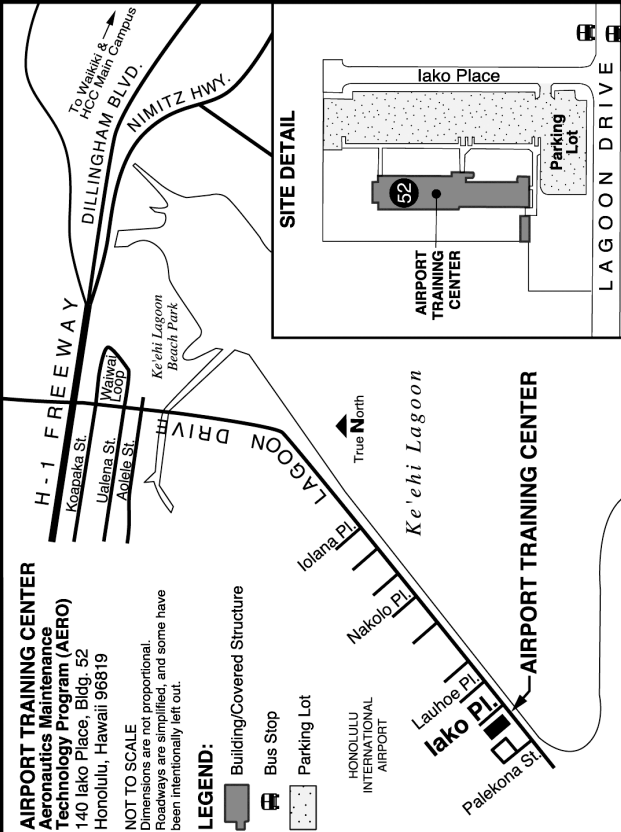 AIRPORT TRAINING CENTER
Aeronautics Maintenance
Technology Program (AERO)
140 Iako Place, Bldg. 52
Honolulu, Hawaii 96819
NOT TO SCALE
Dimensions are not proportional.
Roadways are simplified, and some have
been intentionally left out.
LEGEND:
Building/Covered Structure
Bus Stop
Parking Lot
HONOLULU
INTERNATIONAL
AIRPORT
H-1 FREEWAY
Koapaka St.
Ualena St.
Aolele St.
Waiwai
Loop
To Waikiki &
HCC Main Campus
DILLINGHAM BLVD.
NIMITZ HWY.
Ke'ehi Lagoon
Beach Park
LAGOON DRIVE
True North
Ke'ehi Lagoon
Iolana Pl.
Nakolo Pl.
Lauhoe Pl.
Iako Pl.
Palekona St.
AIRPORT TRAINING CENTER
SITE DETAIL
Iako Place
Parking
Lot
52
AIRPORT
TRAINING
CENTER
LAGOON DRIVE